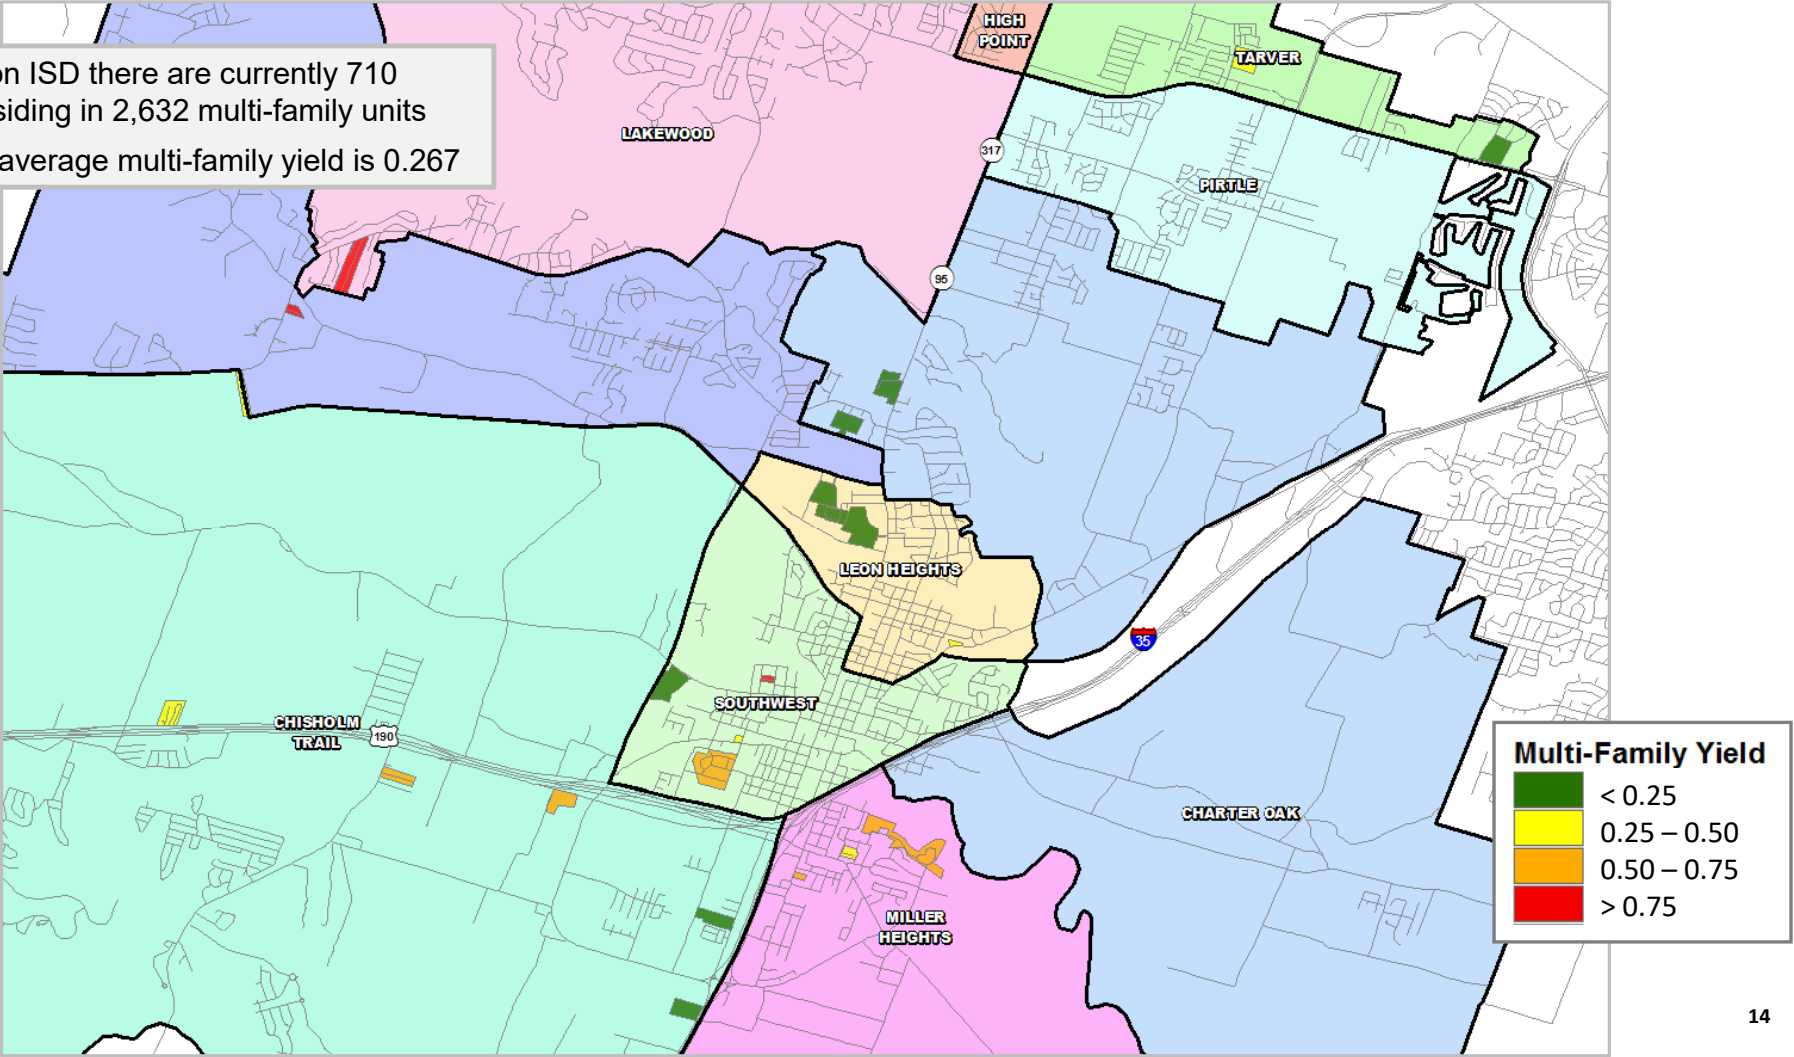 on ISD there are currently 710
siding in 2,632 multi-family units
average multi-family yield is 0.267
HIGH
POINT
TARVER
LAKEWOOD
317
PIRTLE
95
LEON HEIGHTS
35
SOUTHWEST
CHISHOLM
TRAIL
190
CHARTER OAK
MILLER
HEIGHTS
Multi-Family Yield
< 0.25
0.25 – 0.50
0.50 – 0.75
> 0.75
14